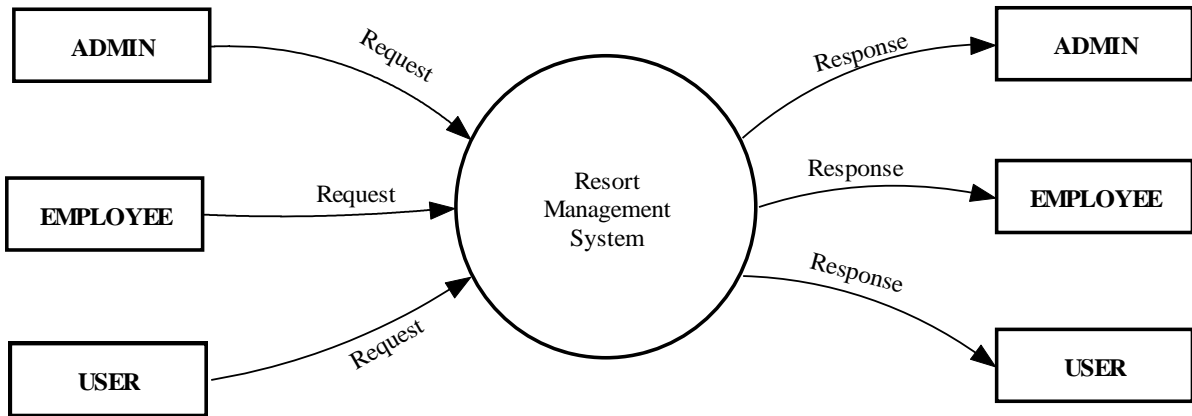 ADMIN
Request
Response
ADMIN
EMPLOYEE
Request
Resort
Management
System
Response
EMPLOYEE
USER
Request
Response
USER